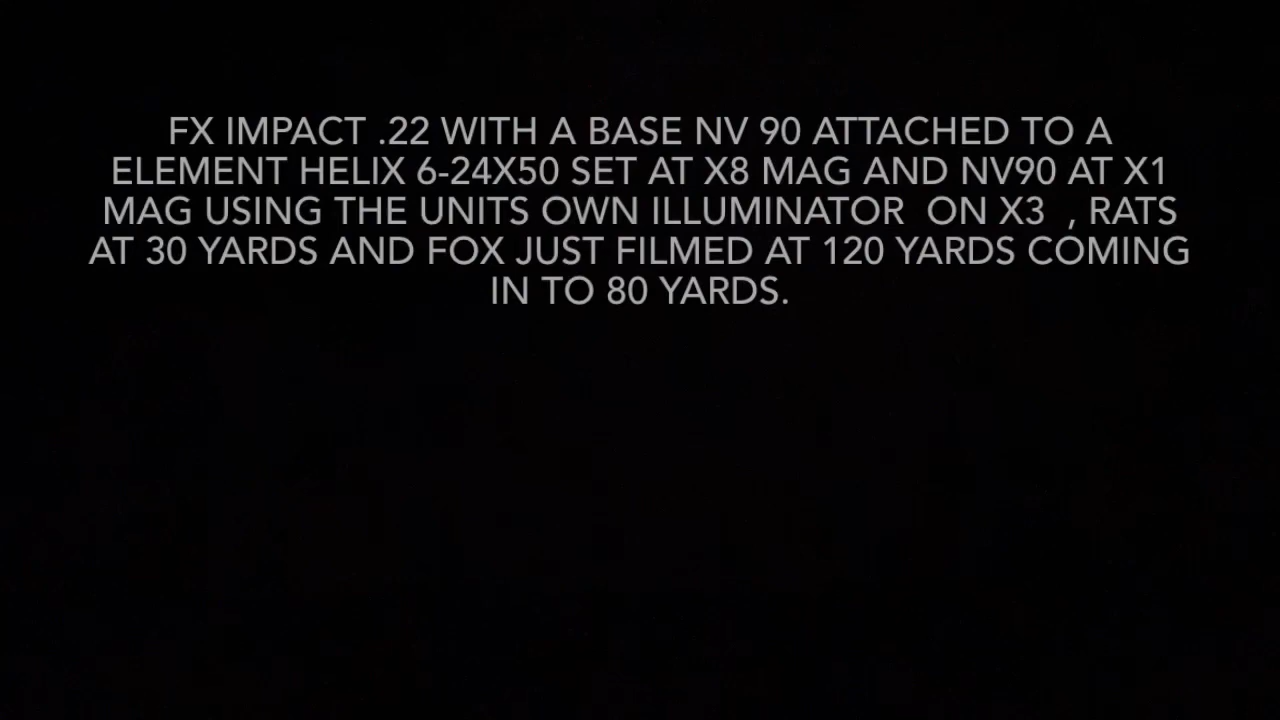 FX IMPACT .22 WITH A BASE NV 90 ATTACHED TO A
ELEMENT HELIX 6-24X50 SET AT X8 MAG AND NV90 AT X1
MAG USING THE UNITS OWN ILLUMINATOR  ON X3  , RATS
AT 30 YARDS AND FOX JUST FILMED AT 120 YARDS COMING
IN TO 80 YARDS.